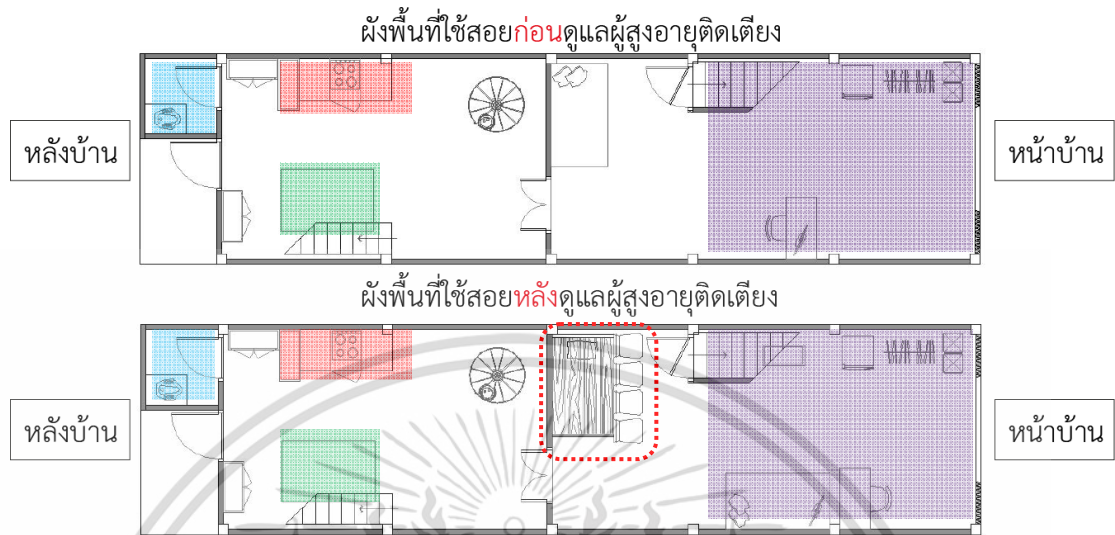 ผังพื้นที่ใช้สอยก่อนดูแลผู้สูงอายุติดเตียง
หลังบ้าน
หน้าบ้าน
ผังพื้นที่ใช้สอยหลังดูแลผู้สูงอายุติดเตียง
หลังบ้าน
หน้าบ้าน